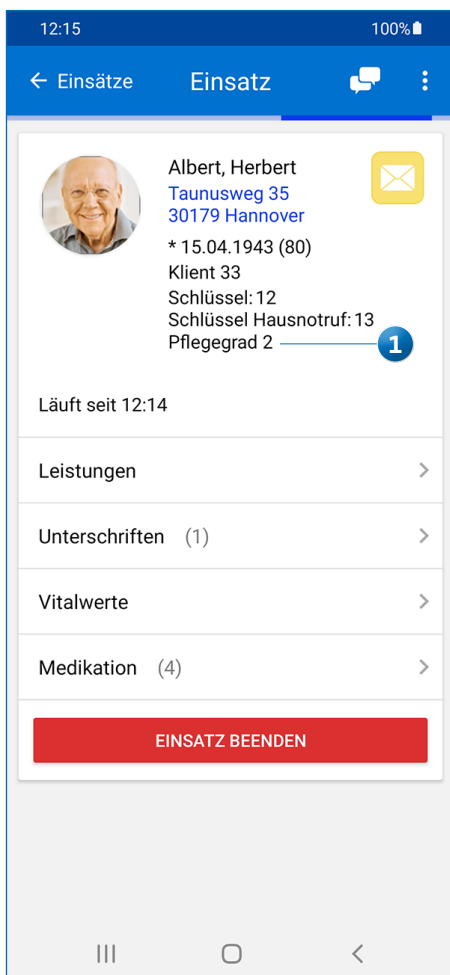 12:15 100%
Einsätze Einsatz
Albert, Herbert
Taunusweg 35
30179 Hannover
* 15.04.1943 (80)
Klient 33
Schlüssel: 12
Schlüssel Hausnotruf: 13
Pflegegrad 2 1
Läuft seit 12:14
Leistungen
Unterschriften (1)
Vitalwerte
Medikation (4)
EINSATZ BEENDEN